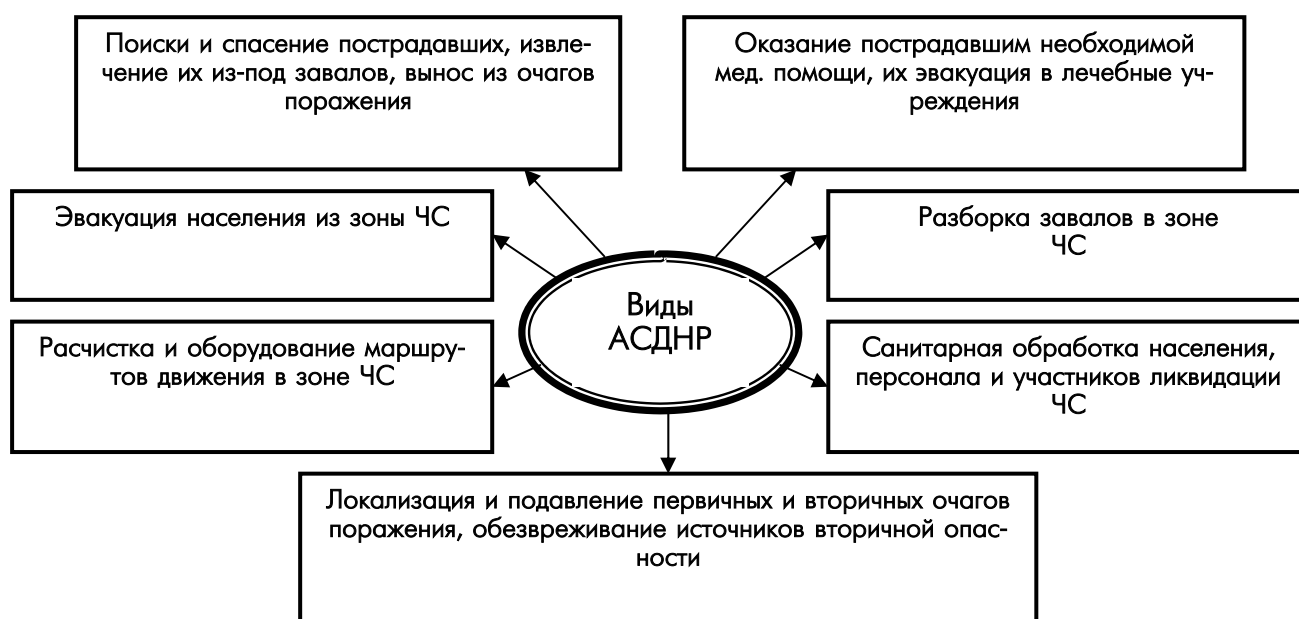 Поиски и спасение пострадавших, извле-
чение их из-под завалов, вынос из очагов
поражения
Оказание пострадавшим необходимой
мед. помощи, их эвакуация в лечебные уч-
реждения
Эвакуация населения из зоны ЧС
Разборка завалов в зоне
ЧС
Виды
АСДНР
Расчистка и оборудование маршру-
тов движения в зоне ЧС
Санитарная обработка населения,
персонала и участников ликвидации
ЧС
Локализация и подавление первичных и вторичных очагов
поражения, обезвреживание источников вторичной опас-
ности